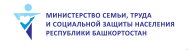 МИНИСТЕРСТВО СЕМЬИ, ТРУДА
И СОЦИАЛЬНОЙ ЗАЩИТЫ НАСЕЛЕНИЯ
РЕСПУБЛИКИ БАШКОРТОСТАН